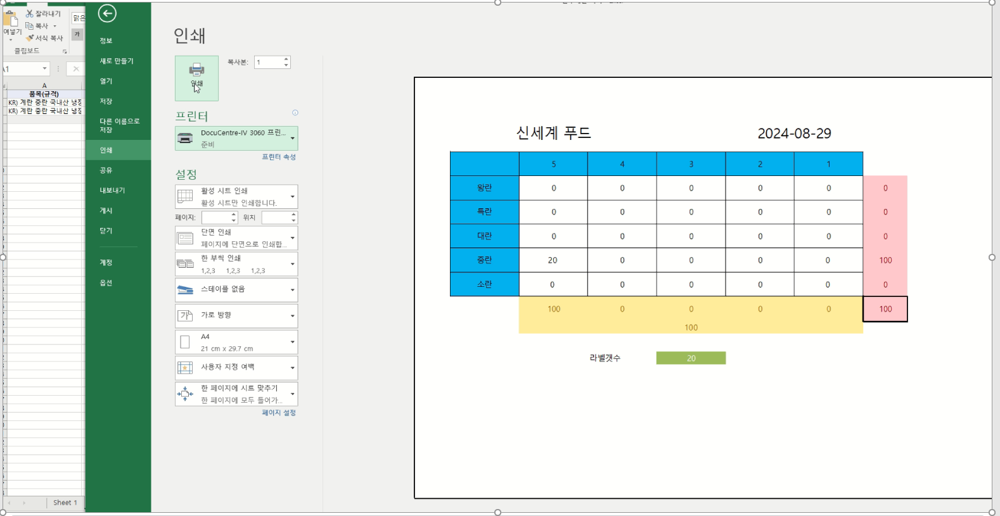 잘라내기
여넣기
복사
서식 복사
클립보드
맑은
가
A1
A
품목(규격)
KR) 계란 중란 국내산 냉장
KR) 계란 중란 국내산 냉장
Sheet 1
정보
새로 만들기
열기
저장
다른 이름으로
저장
인쇄
공유
내보내기
게시
닫기
계정
옵션
인쇄
인쇄
복사본: 1
프린터
DocuCentre-IV 3060 프린...
준비
프린터 속성
설정
활성 시트 인쇄
활성 시트만 인쇄합니다.
페이지: 위치
단면 인쇄
페이지에 단면으로 인쇄합...
한 부씩 인쇄
1,2,3 1,2,3 1,2,3
스테이플 없음
가로 방향
A4
21 cm x 29.7 cm
사용자 지정 여백
한 페이지에 시트 맞추기
한 페이지에 모두 들어가...
페이지 설정
신세계 푸드 2024-08-29
5 4 3 2 1
왕란 0 0 0 0 0 0
특란 0 0 0 0 0 0
대란 0 0 0 0 0 0
중란 20 0 0 0 0 100
소란 0 0 0 0 0 0
100 0 0 0 0 100
100
라벨갯수 20